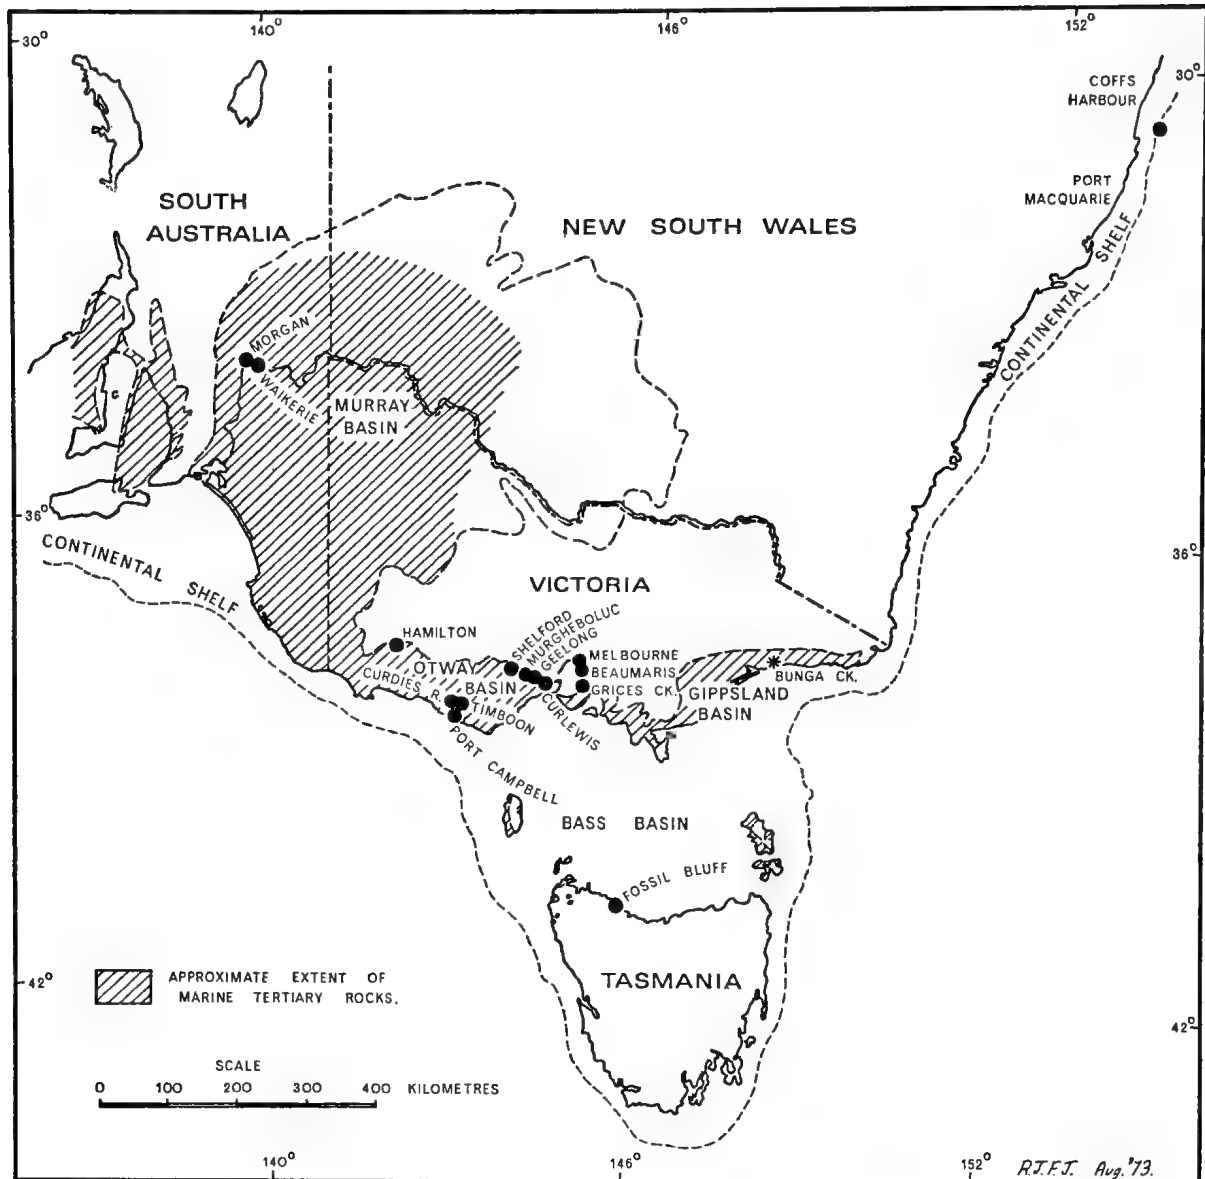 140°
146°
152°
30°
30°
COFFS
HARBOUR
PORT
MACQUARIE
SOUTH
AUSTRALIA
NEW SOUTH WALES
CONTINENTAL SHELF
MORGAN
WAIKERIE
MURRAY
BASIN
36°
36°
CONTINENTAL SHELF
VICTORIA
HAMILTON
SHELFORD
MURGHEBOLUC
GEELONG
MELBOURNE
BEAUMARIS
GRICES CK.
OTWAY
BASIN
CURDIES R.
TIMBOON
CURLEWIS
PORT CAMPBELL
GIPPSLAND
BASIN
BUNGA CK.
BASS BASIN
FOSSIL BLUFF
TASMANIA
42°
42°
APPROXIMATE EXTENT OF
MARINE TERTIARY ROCKS.
SCALE
0 100 200 300 400 KILOMETRES
140°
146°
152°
R.J.F.J. Aug.'73.